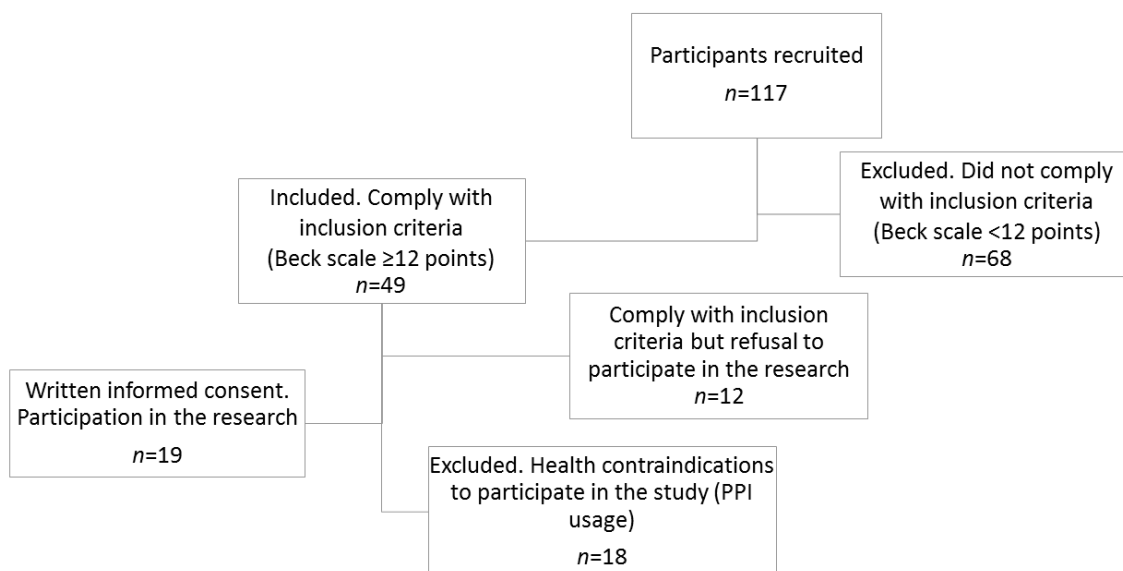 Participants recruited
n=117
Excluded. Did not comply
with inclusion criteria
(Beck scale <12 points)
n=68
Included. Comply with
inclusion criteria
(Beck scale ≥12 points)
n=49
Comply with inclusion
criteria but refusal to
participate in the research
n=12
Written informed consent.
Participation in the research
n=19
Excluded. Health contraindications
to participate in the study (PPI
usage)
n=18